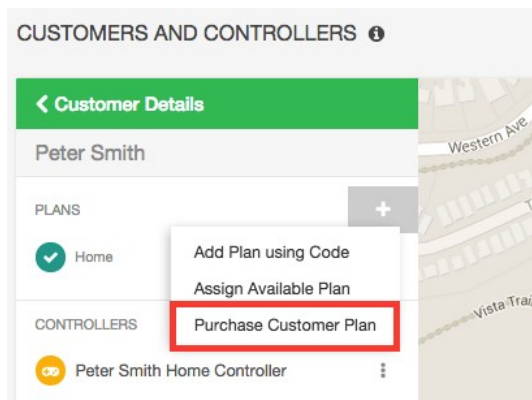 CUSTOMERS AND CONTROLLERS
Customer Details
Peter Smith
PLANS
Home
Add Plan using Code
Assign Available Plan
Purchase Customer Plan
CONTROLLERS
Peter Smith Home Controller
Western Ave
Vista Trai